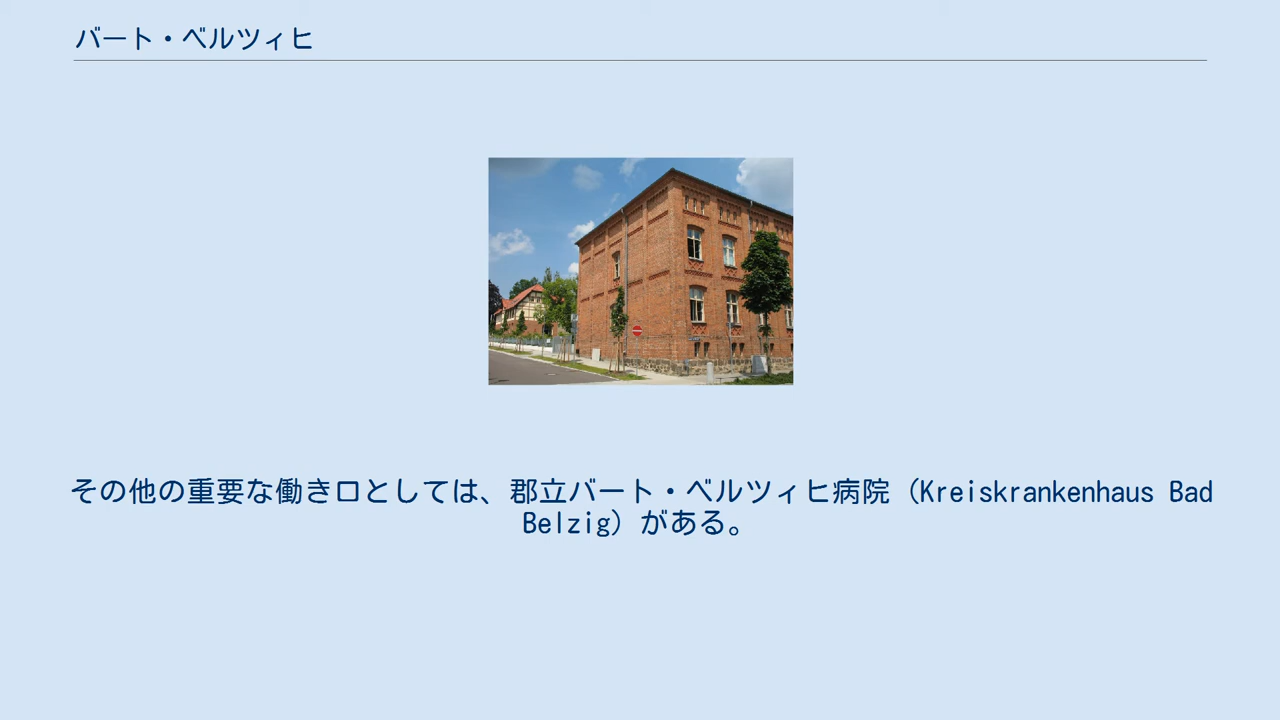 バート・ベルツィヒ
その他の重要な働き口としては、郡立バート・ベルツィヒ病院（Kreiskrankenhaus Bad
Belzig）がある。